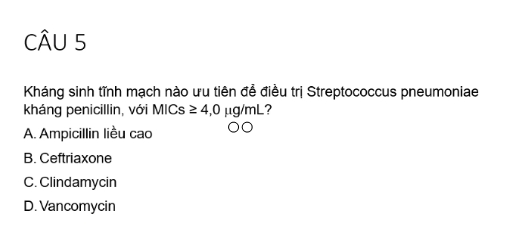 CÂU 5
Kháng sinh tĩnh mạch nào ưu tiên để điều trị Streptococcus pneumoniae
kháng penicillin, với MICs ≥ 4,0 µg/mL?
A. Ampicillin liều cao
B. Ceftriaxone
C. Clindamycin
D. Vancomycin